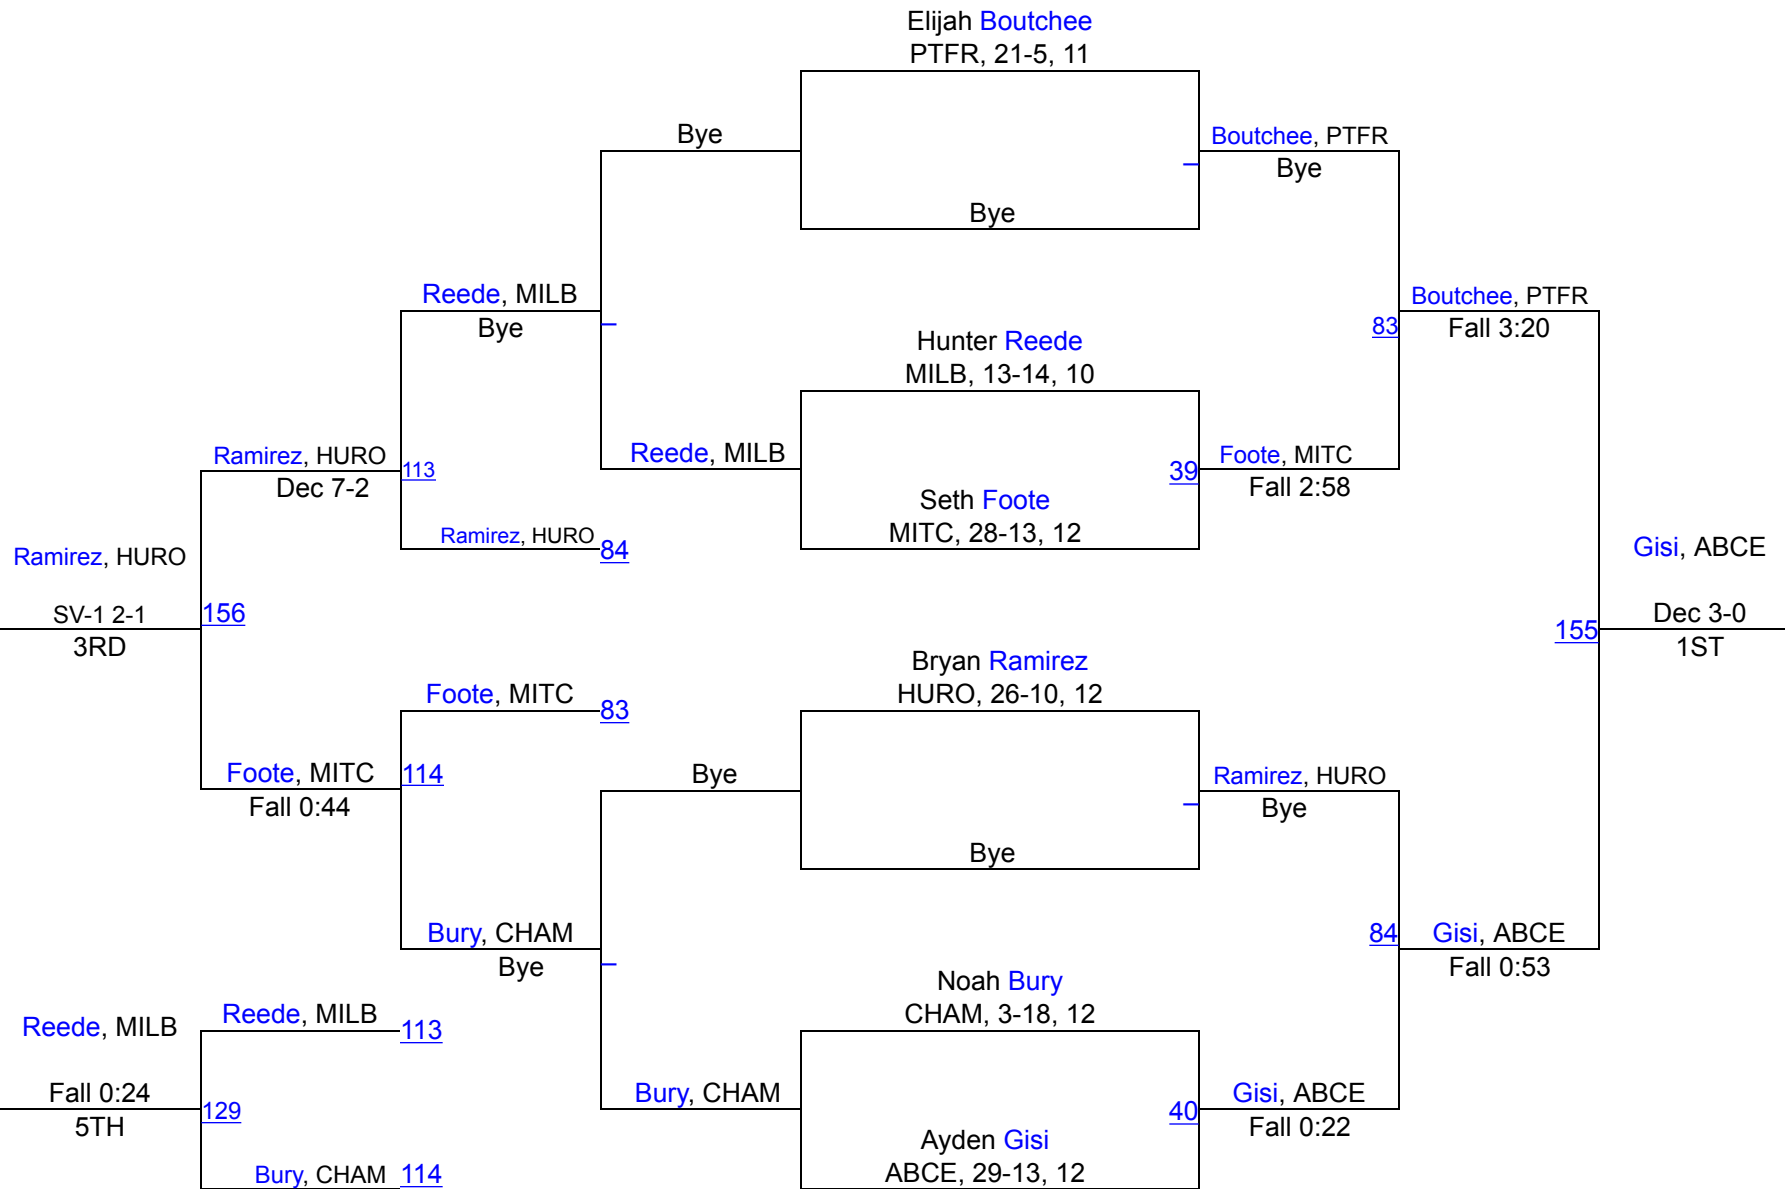 Elijah Boutchee
PTFR, 21-5, 11
Bye
Boutchee, PTFR
Bye
Bye
Reede, MILB
Bye
Boutchee, PTFR
83
Fall 3:20
Hunter Reede
MILB, 13-14, 10
Ramirez, HURO
113
Dec 7-2
Reede, MILB
39
Foote, MITC
Fall 2:58
Seth Foote
MITC, 28-13, 12
Ramirez, HURO
84
Ramirez, HURO
156
SV-1 2-1
3RD
Gisi, ABCE
155
Dec 3-0
1ST
Bryan Ramirez
HURO, 26-10, 12
Foote, MITC
83
Foote, MITC
114
Fall 0:44
Bye
Ramirez, HURO
Bye
Bye
Bury, CHAM
Bye
84
Gisi, ABCE
Fall 0:53
Noah Bury
CHAM, 3-18, 12
Reede, MILB
Reede, MILB
113
Fall 0:24
5TH
129
Bury, CHAM
40
Gisi, ABCE
Fall 0:22
Ayden Gisi
ABCE, 29-13, 12
Bury, CHAM
114